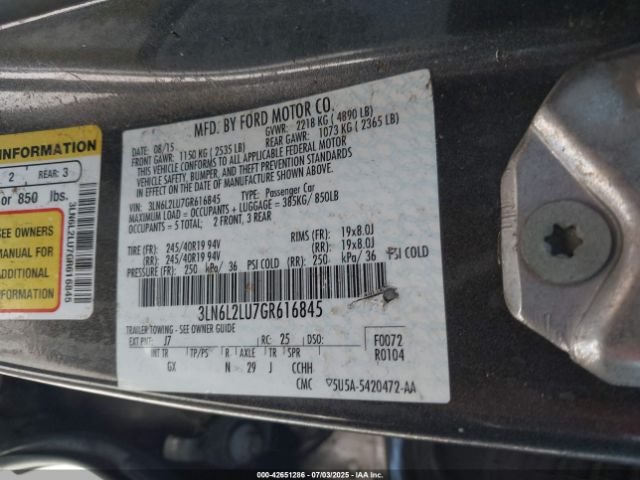 INFORMATION
2 REAR: 3
or 850 lbs.
SEE OWNERS
MANUAL FOR
ADDITIONAL
3LN6L2LU7GR616845
MFD. BY FORD MOTOR CO.
DATE: 08/15 GVWR: 2218 KG ( 4890 LB)
FRONT GAWR: 1150 KG ( 2535 LB) REAR GAWR: 1073 KG ( 2365 LB)
THIS VEHICLE CONFORMS TO ALL APPLICABLE FEDERAL MOTOR
VEHICLE SAFETY, BUMPER, AND THEFT PREVENTION STANDARDS
IN EFFECT ON THE DATE OF MANUFACTURE SHOWN ABOVE.
VIN: 3LN6L2LU7GR616845 TYPE: Passenger Car
MAXIMUM LOAD = OCCUPANTS + LUGGAGE = 385KG/ 850LB
OCCUPANTS = 5 TOTAL; 2 FRONT, 3 REAR
TIRE (FR): 245/40R19 94V RIMS (FR): 19x8.0J
(RR): 245/40R19 94V (RR): 19x8.0J
PRESSURE (FR): 250 kPa/ 36 PSI COLD (RR): 250 kPa/ 36 PSI COLD
3LN6L2LU7GR616845
TRAILER TOWING - SEE OWNER GUIDE
EXT PNT: J7 RC: 25 DSO: F0072
INT TR TP/PS R AXLE TR SPR R0104
GX N 29 J CCHH
CMC 5U5A-5420472-AA
000-42651286 - 07/03/2025 - IAAI.COM